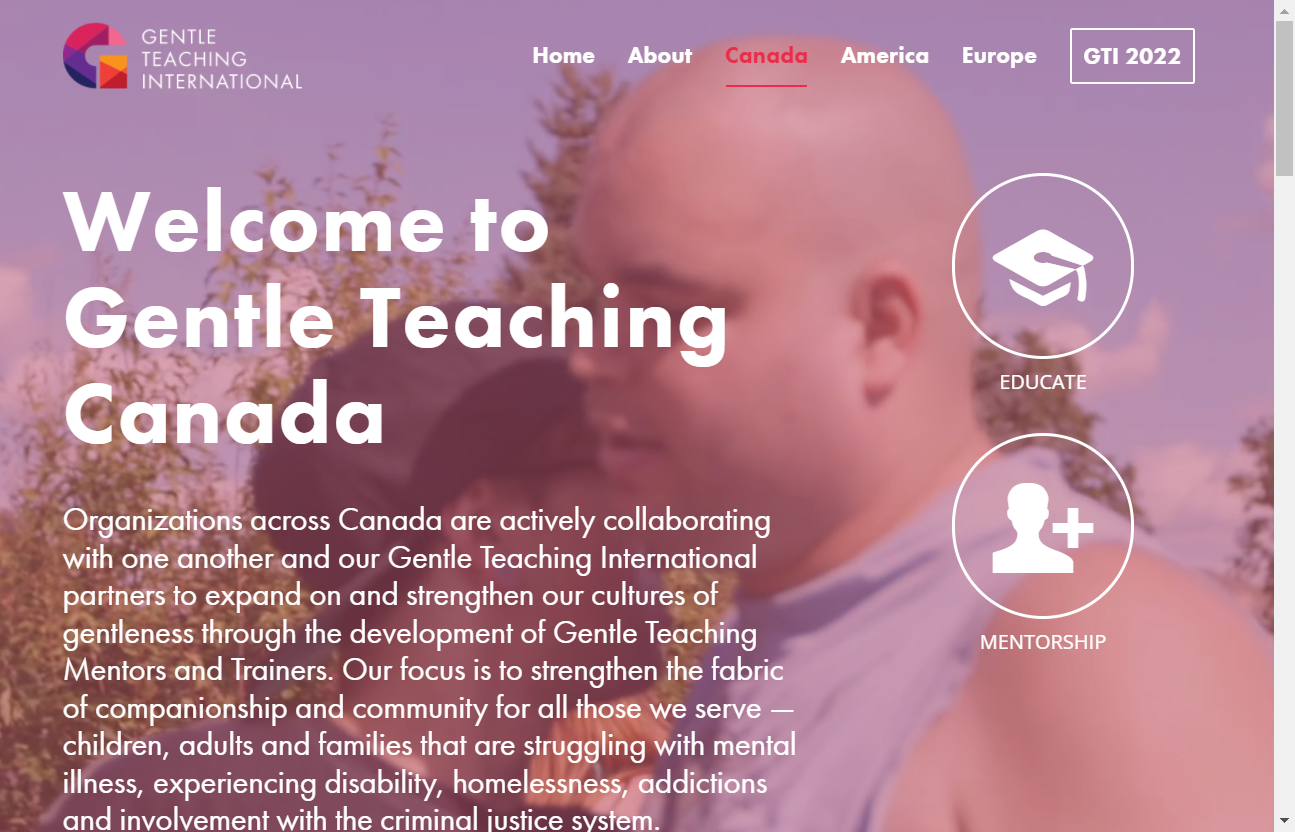 GENTLE
TEACHING
INTERNATIONAL
Home About Canada America Europe GTI 2022
Welcome to
Gentle Teaching
Canada
Organizations across Canada are actively collaborating
with one another and our Gentle Teaching International
partners to expand on and strengthen our cultures of
gentleness through the development of Gentle Teaching
Mentors and Trainers. Our focus is to strengthen the fabric
of companionship and community for all those we serve —
children, adults and families that are struggling with mental
illness, experiencing disability, homelessness, addictions
and involvement with the criminal justice system.
EDUCATE
MENTORSHIP